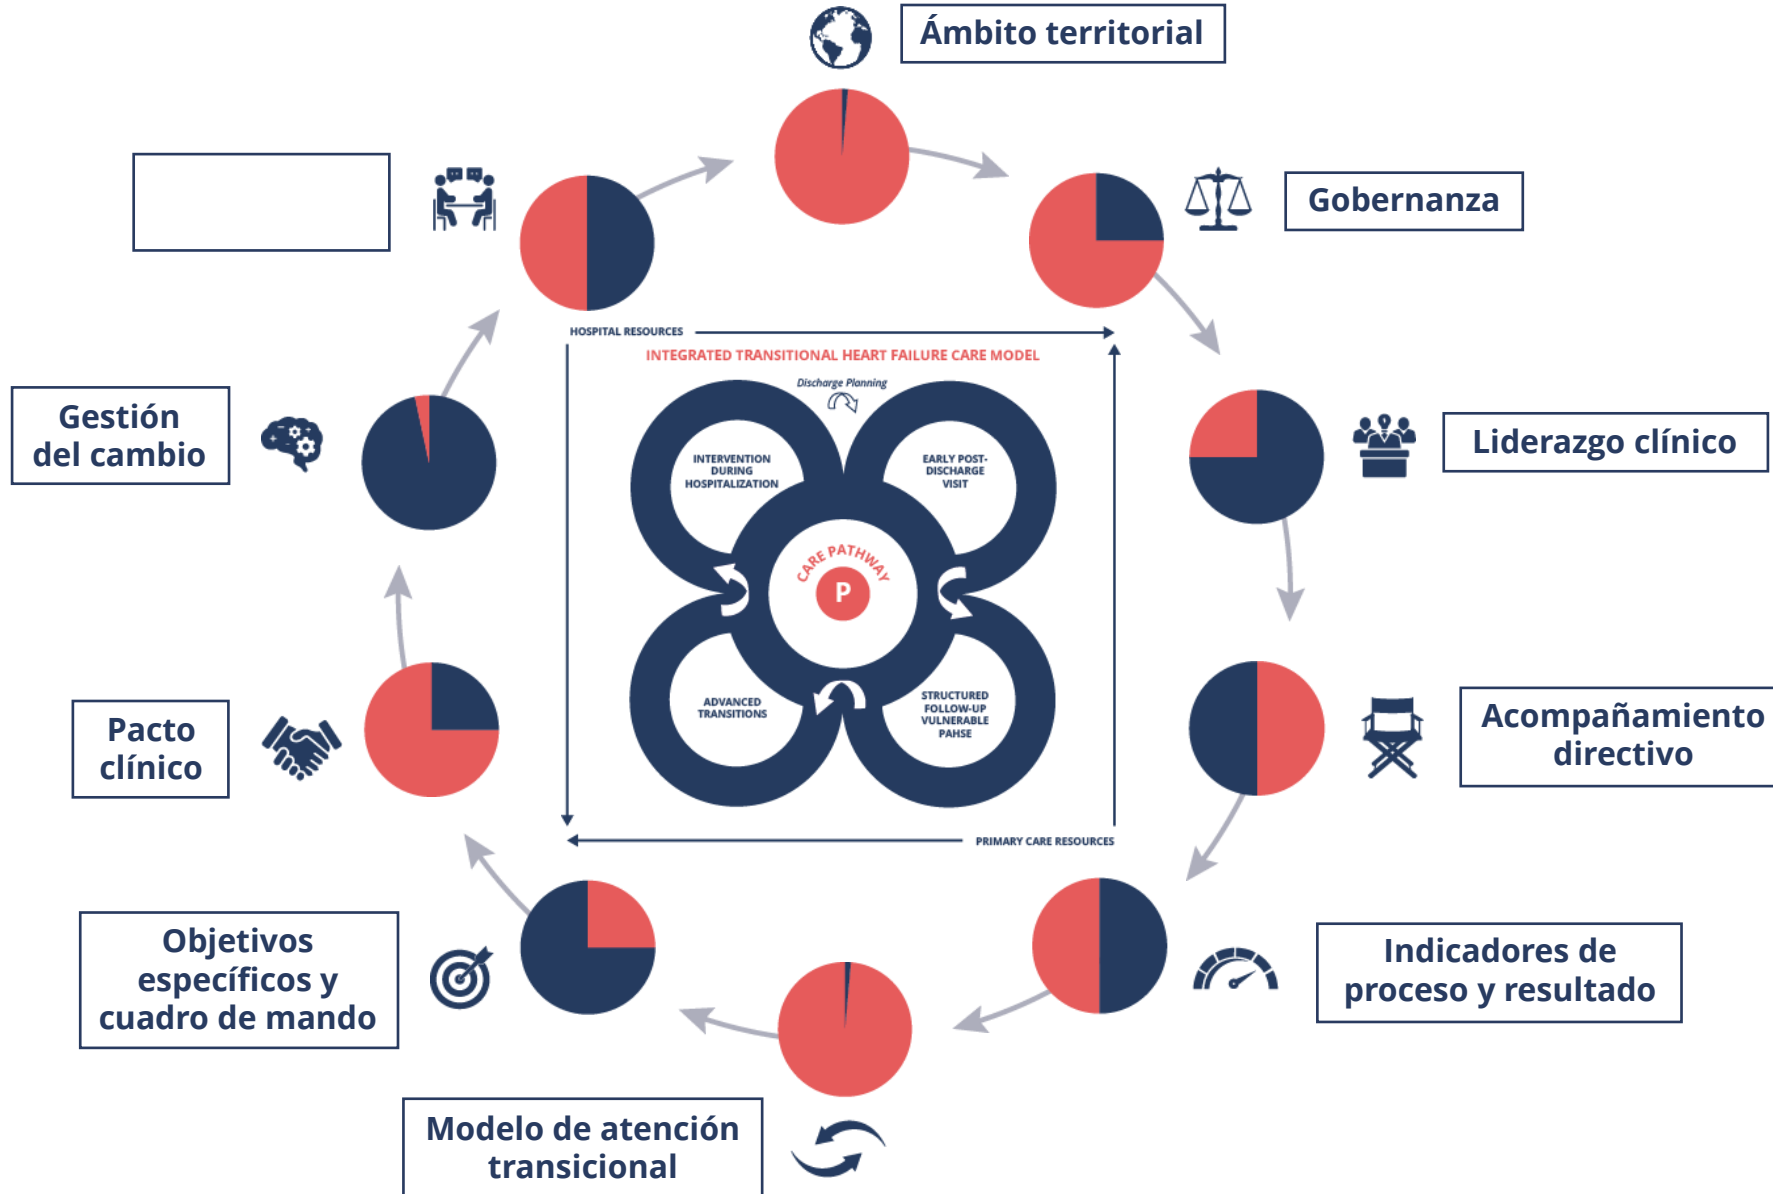 Ámbito territorial
Gobernanza
Liderazgo clínico
Acompañamiento
directivo
Indicadores de
proceso y resultado
Modelo de atención
transicional
Objetivos
específicos y
cuadro de mando
Pacto
clínico
Gestión
del cambio
HOSPITAL RESOURCES
INTEGRATED TRANSITIONAL HEART FAILURE CARE MODEL
Discharge Planning
INTERVENTION
DURING
HOSPITALIZATION
EARLY POST-
DISCHARGE
VISIT
CARE PATHWAY
P
ADVANCED
TRANSITIONS
STRUCTURED
FOLLOW-UP
VULNERABLE
PAHSE
PRIMARY CARE RESOURCES